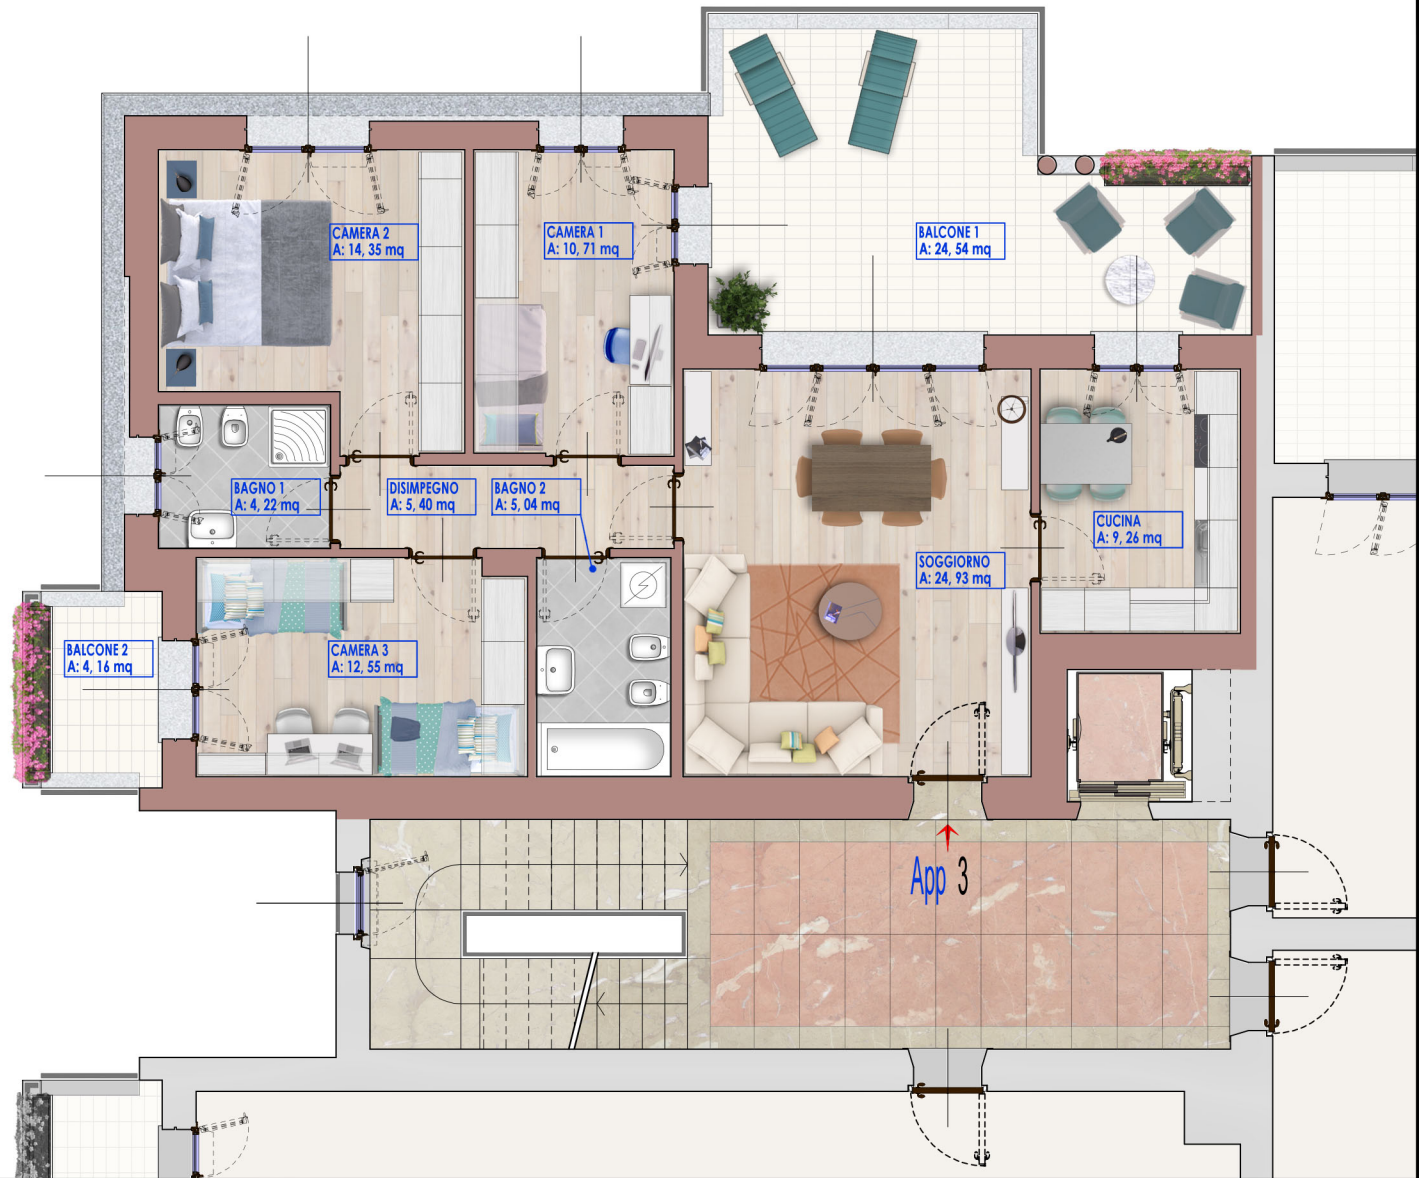 CAMERA 2
A: 14, 35 mq
CAMERA 1
A: 10, 71 mq
BALCONE 1
A: 24, 54 mq
BAGNO 1
A: 4, 22 mq
DISIMPEGNO
A: 5, 40 mq
BAGNO 2
A: 5, 04 mq
CUCINA
A: 9, 26 mq
SOGGIORNO
A: 24, 93 mq
BALCONE 2
A: 4, 16 mq
CAMERA 3
A: 12, 55 mq
App 3